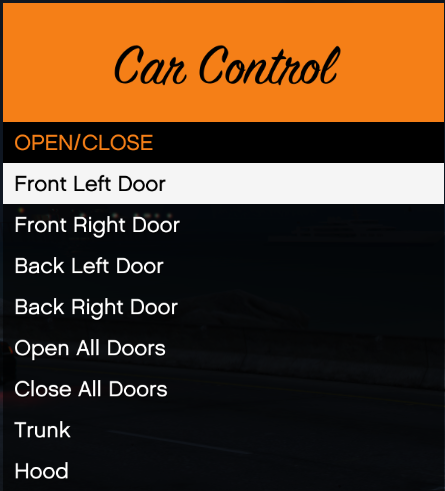 Car Control
OPEN/CLOSE
Front Left Door
Front Right Door
Back Left Door
Back Right Door
Open All Doors
Close All Doors
Trunk
Hood